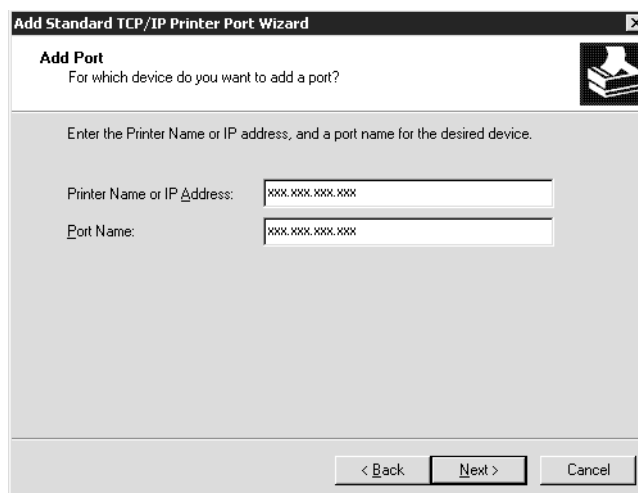 Add Standard TCP/IP Printer Port Wizard
Add Port
For which device do you want to add a port?
Enter the Printer Name or IP address, and a port name for the desired device.
Printer Name or IP Address: xxx.xxx.xxx.xxx
Port Name: xxx.xxx.xxx.xxx
< Back Next > Cancel